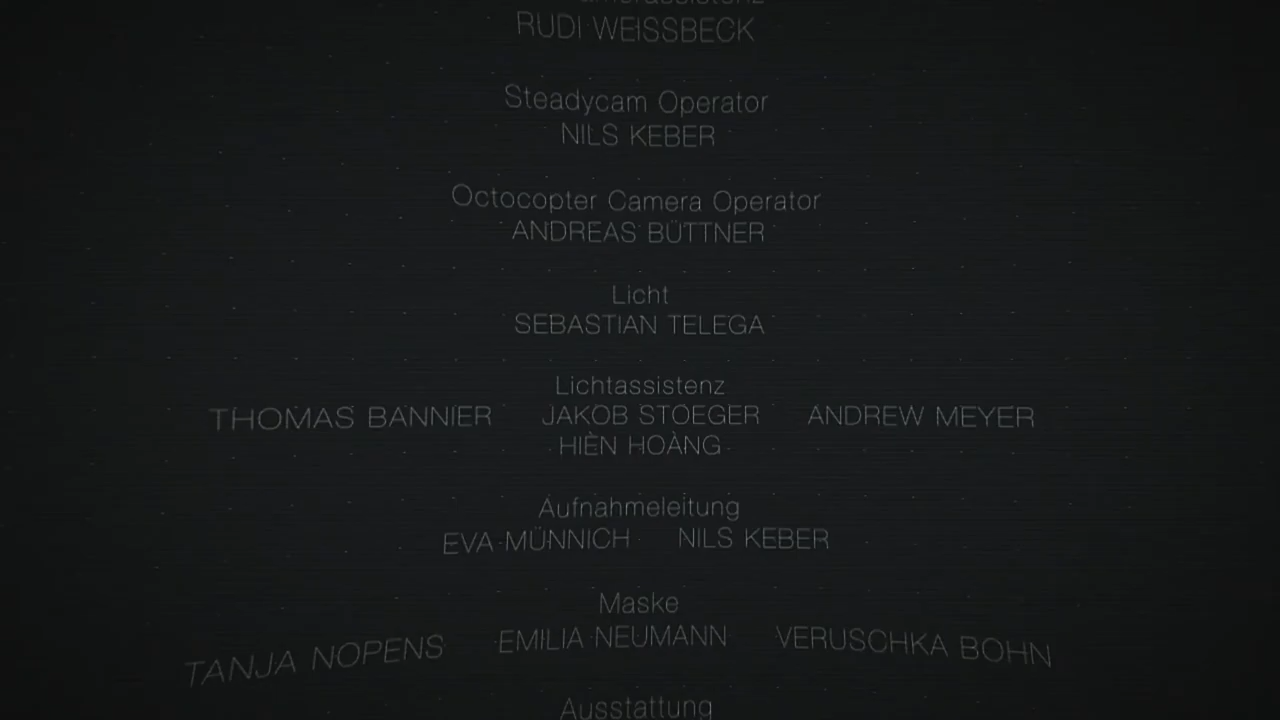 RUDI WEISSBECK
Steadycam Operator
NILS KEBER
Octocopter Camera Operator
ANDREAS BÜTTNER
Licht
SEBASTIAN TELEGA
Lichtassistenz
THOMAS BANNIER JAKOB STOEGER ANDREW MEYER
HIÈN HOÀNG
Aufnahmeleitung
EVA MÜNNICH NILS KEBER
Maske
TANJA NOPENS EMILIA NEUMANN VERUSCHKA BOHN
Ausstattung